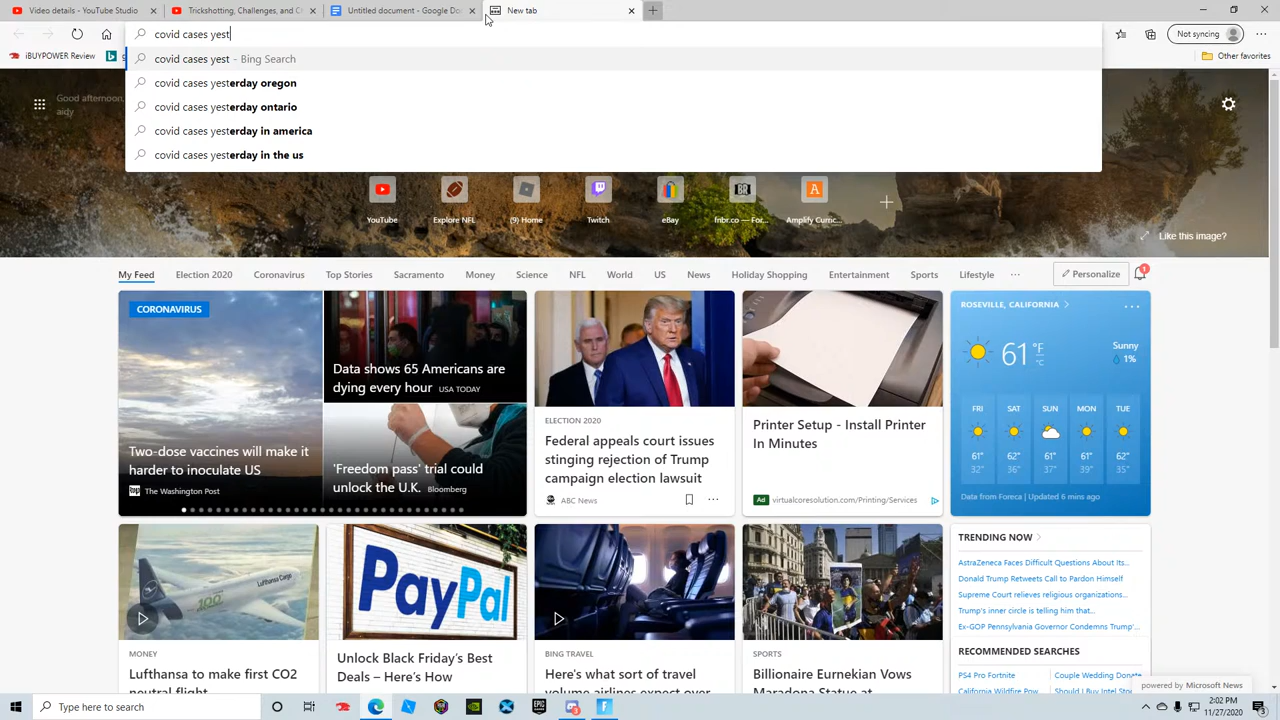 Video details - YouTube Studio
Trickshotting, Challenges, and C
Untitled document - Google Do
New tab
covid cases yest
Not syncing
covid cases yest - Bing Search
covid cases yesterday oregon
covid cases yesterday ontario
covid cases yesterday in america
covid cases yesterday in the us
iBUYPOWER Review
Other favorites
Good afternoon,
aidy
YouTube
Explore NFL
(9) Home
Twitch
eBay
fnbr.co — For...
Amplify Curric...
Like this image?
My Feed
Election 2020
Coronavirus
Top Stories
Sacramento
Money
Science
NFL
World
US
News
Holiday Shopping
Entertainment
Sports
Lifestyle
...
Personalize
1
CORONAVIRUS
Two-dose vaccines will make it
harder to inoculate US
The Washington Post
Data shows 65 Americans are
dying every hour USA TODAY
'Freedom pass' trial could
unlock the U.K. Bloomberg
ELECTION 2020
Federal appeals court issues
stinging rejection of Trump
campaign election lawsuit
ABC News
Printer Setup - Install Printer
In Minutes
Ad virtualcoresolution.com/Printing/Services
ROSEVILLE, CALIFORNIA
61 °F
°C
Sunny
1%
FRI SAT SUN MON TUE
61° 62° 61° 61° 62°
32° 36° 37° 39° 35°
Data from Foreca | Updated 6 mins ago
Lufthansa Cargo
MONEY
Lufthansa to make first CO2
neutral flight
PayPal
Unlock Black Friday's Best
Deals – Here's How
BING TRAVEL
Here's what sort of travel
volume airlines expect over
SPORTS
Billionaire Eurnekian Vows
Maradona Statue at
TRENDING NOW
AstraZeneca Faces Difficult Questions About Its...
Donald Trump Retweets Call to Pardon Himself
Supreme Court relieves religious organizations...
Trump's inner circle is telling him that...
Ex-GOP Pennsylvania Governor Condemns Trump'...
RECOMMENDED SEARCHES
PS4 Pro Fortnite
Couple Wedding Donate
California Wildfire Pow
Should I Buy Intel Stoc
powered by Microsoft News
Type here to search
2:02 PM
11/27/2020
3